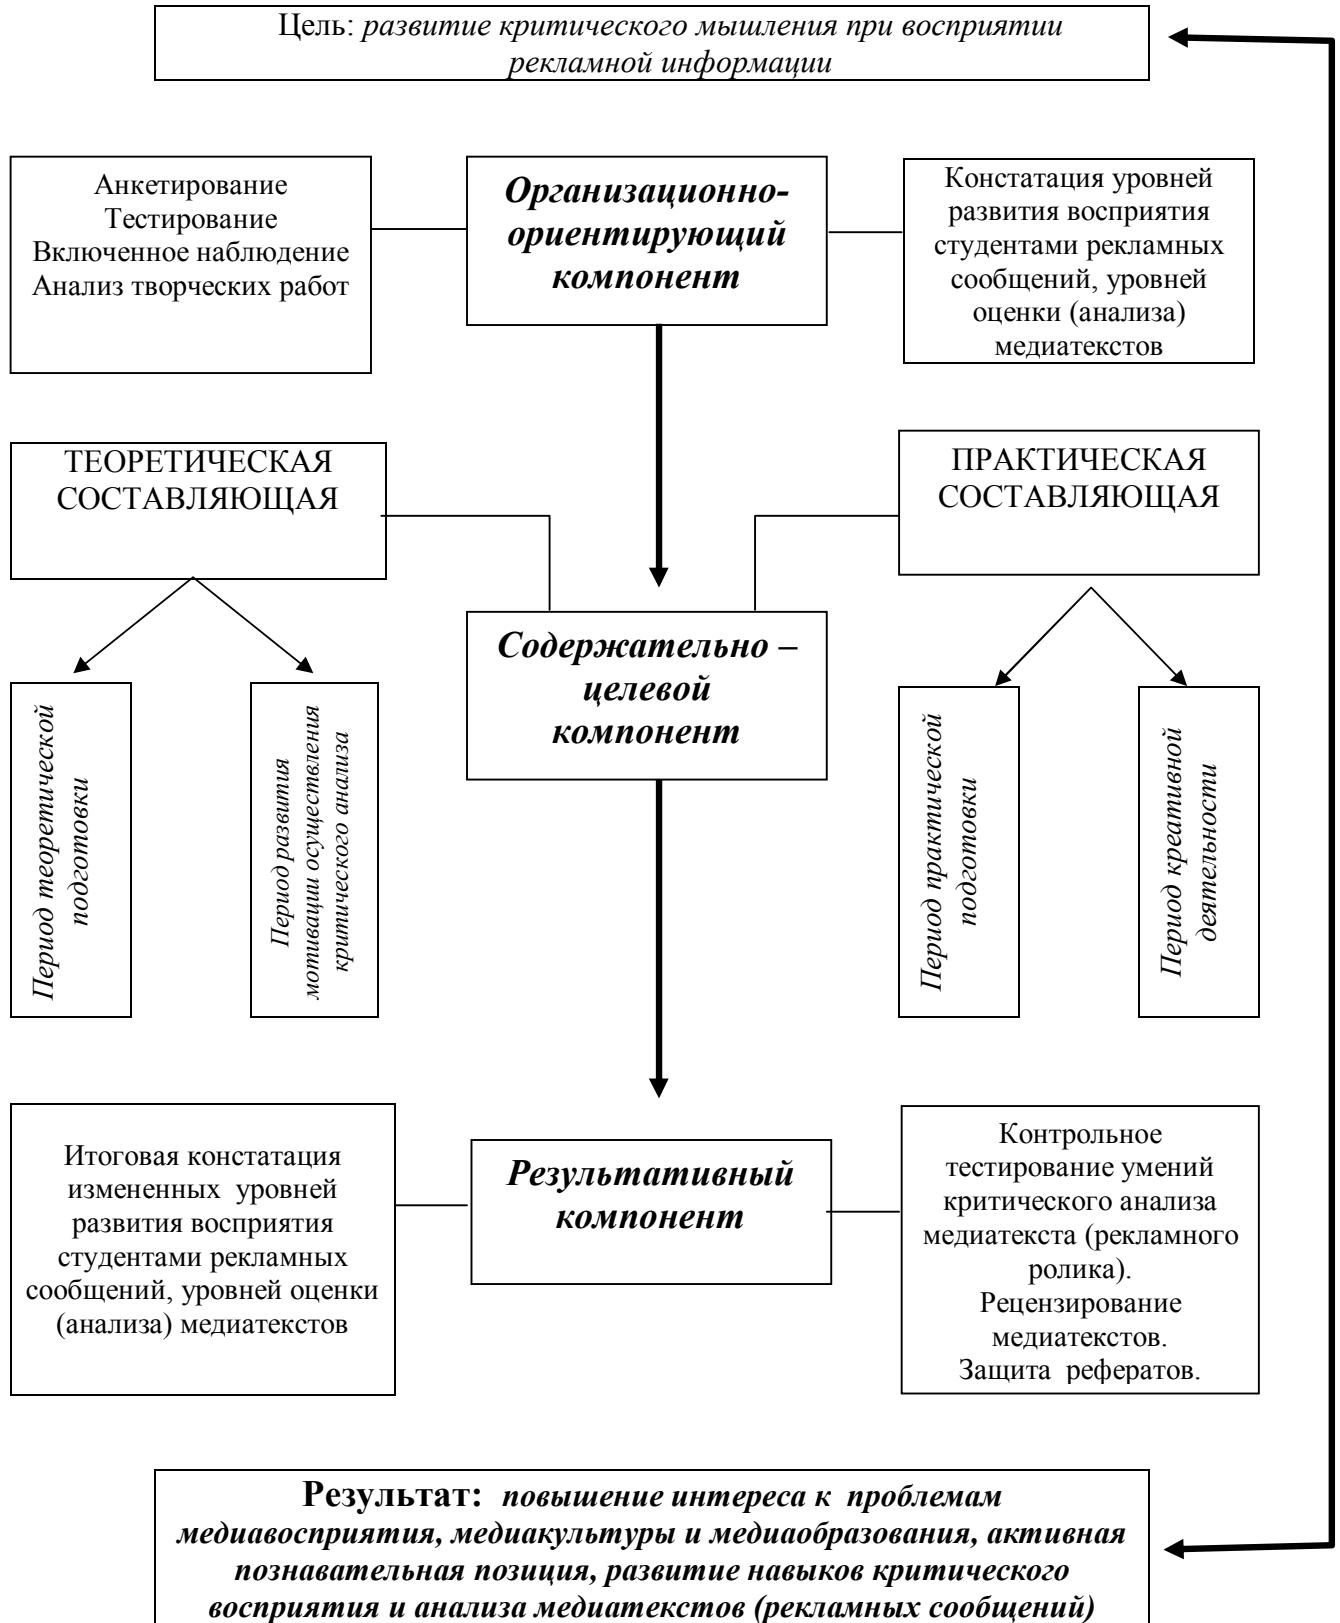 Цель: развитие критического мышления при восприятии
рекламной информации
Анкетирование
Тестирование
Включенное наблюдение
Анализ творческих работ
Организационно-
ориентирующий
компонент
Констатация уровней
развития восприятия
студентами рекламных
сообщений, уровней
оценки (анализа)
медиатекстов
ТЕОРЕТИЧЕСКАЯ
СОСТАВЛЯЮЩАЯ
ПРАКТИЧЕСКАЯ
СОСТАВЛЯЮЩАЯ
Содержательно –
целевой
компонент
Период теоретической
подготовки
Период развития
мотивации осуществления
критического анализа
Период практической
подготовки
Период креативной
деятельности
Итоговая констатация
измененных уровней
развития восприятия
студентами рекламных
сообщений, уровней оценки
(анализа) медиатекстов
Результативный
компонент
Контрольное
тестирование умений
критического анализа
медиатекста (рекламного
ролика).
Рецензирование
медиатекстов.
Защита рефератов.
Результат: повышение интереса к проблемам
медиавосприятия, медиакультуры и медиаобразования, активная
познавательная позиция, развитие навыков критического
восприятия и анализа медиатекстов (рекламных сообщений)